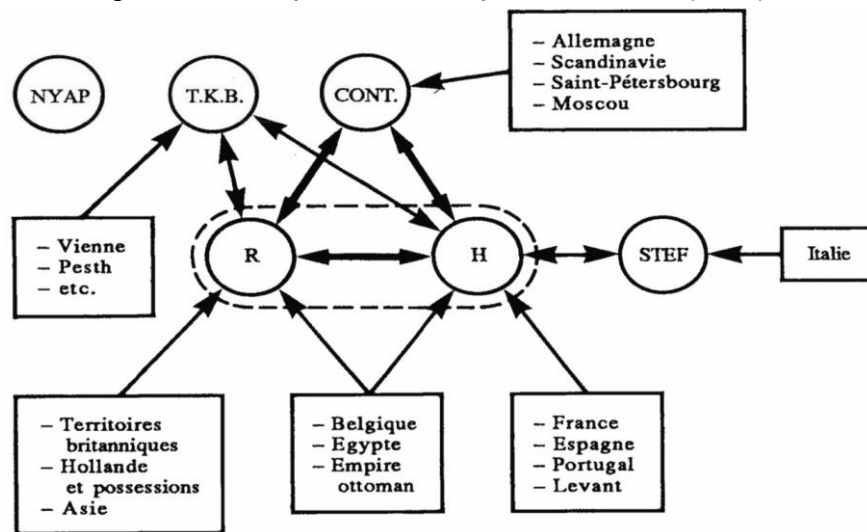 – Allemagne
– Scandinavie
– Saint-Pétersbourg
– Moscou
NYAP
T.K.B.
CONT.
– Vienne
– Pesth
– etc.
R
H
STEF
Italie
– Territoires
britanniques
– Hollande
et possessions
– Asie
– Belgique
– Egypte
– Empire
ottoman
– France
– Espagne
– Portugal
– Levant